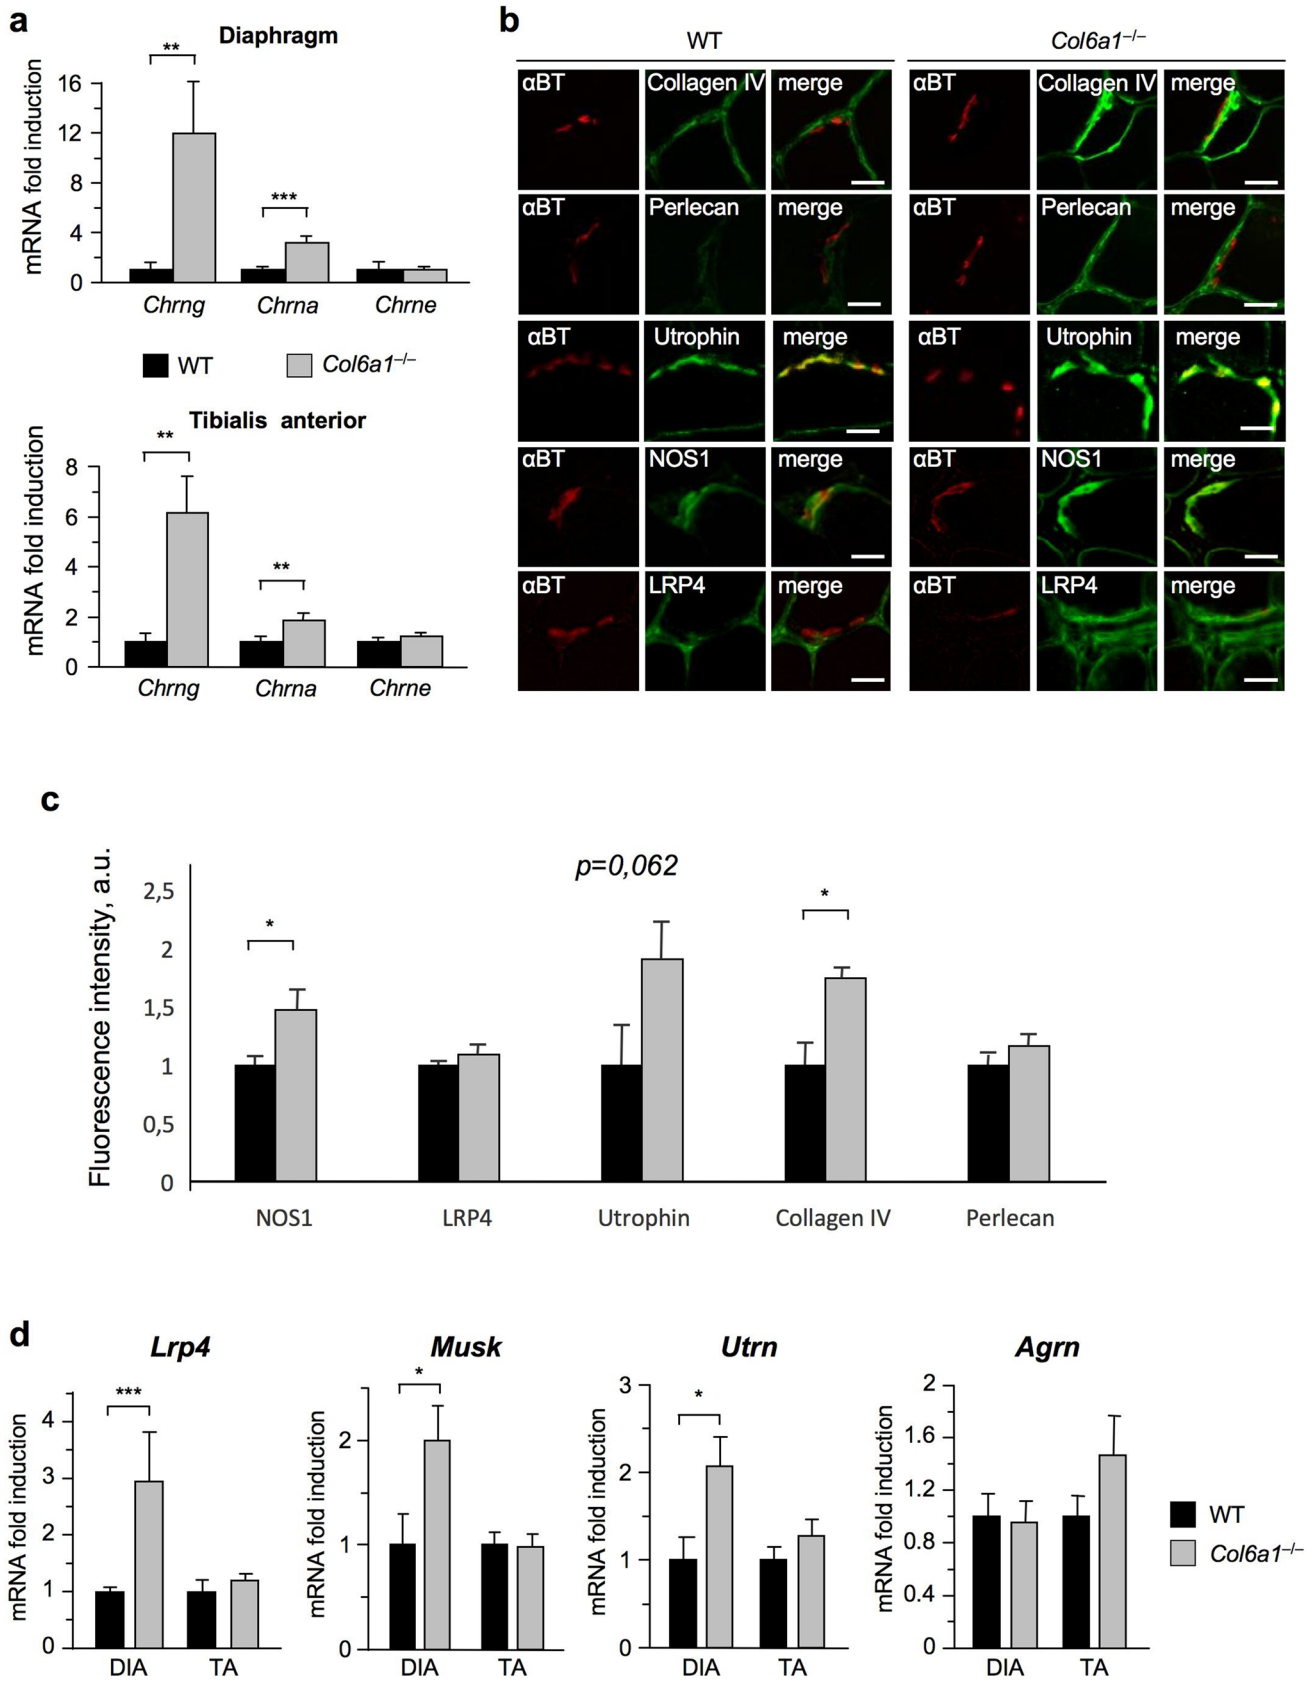 a
Diaphragm
**
***
mRNA fold induction
16
12
8
4
0
Chrng Chrna Chrne
WT Col6a1–/–
Tibialis anterior
**
**
mRNA fold induction
8
6
4
2
0
Chrng Chrna Chrne
b
WT Col6a1–/–
αBT Collagen IV merge αBT Collagen IV merge
αBT Perlecan merge αBT Perlecan merge
αBT Utrophin merge αBT Utrophin merge
αBT NOS1 merge αBT NOS1 merge
αBT LRP4 merge αBT LRP4 merge
c
p=0,062
*
*
Fluorescence intensity, a.u.
2,5
2
1,5
1
0,5
0
NOS1 LRP4 Utrophin Collagen IV Perlecan
d
Lrp4
***
mRNA fold induction
4
3
2
1
0
DIA TA
Musk
*
mRNA fold induction
2
1
0
DIA TA
Utrn
*
mRNA fold induction
3
2
1
0
DIA TA
Agrn
mRNA fold induction
2
1.6
1.2
0.8
0.4
0
DIA TA
WT
Col6a1–/–